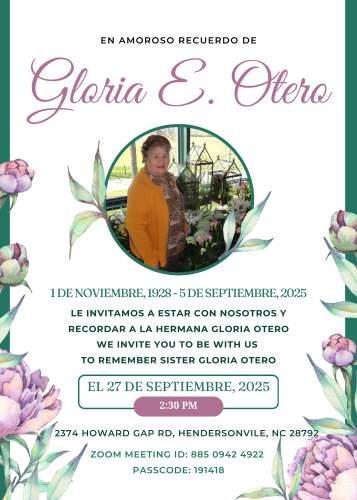 EN AMOROSO RECUERDO DE
Gloria E. Otero
1 DE NOVIEMBRE, 1928 - 5 DE SEPTIEMBRE, 2025
LE INVITAMOS A ESTAR CON NOSOTROS Y
RECORDAR A LA HERMANA GLORIA OTERO
WE INVITE YOU TO BE WITH US
TO REMEMBER SISTER GLORIA OTERO
EL 27 DE SEPTIEMBRE, 2025
2:30 PM
2374 HOWARD GAP RD, HENDERSONVILE, NC 28792
ZOOM MEETING ID: 885 0942 4922
PASSCODE: 191418